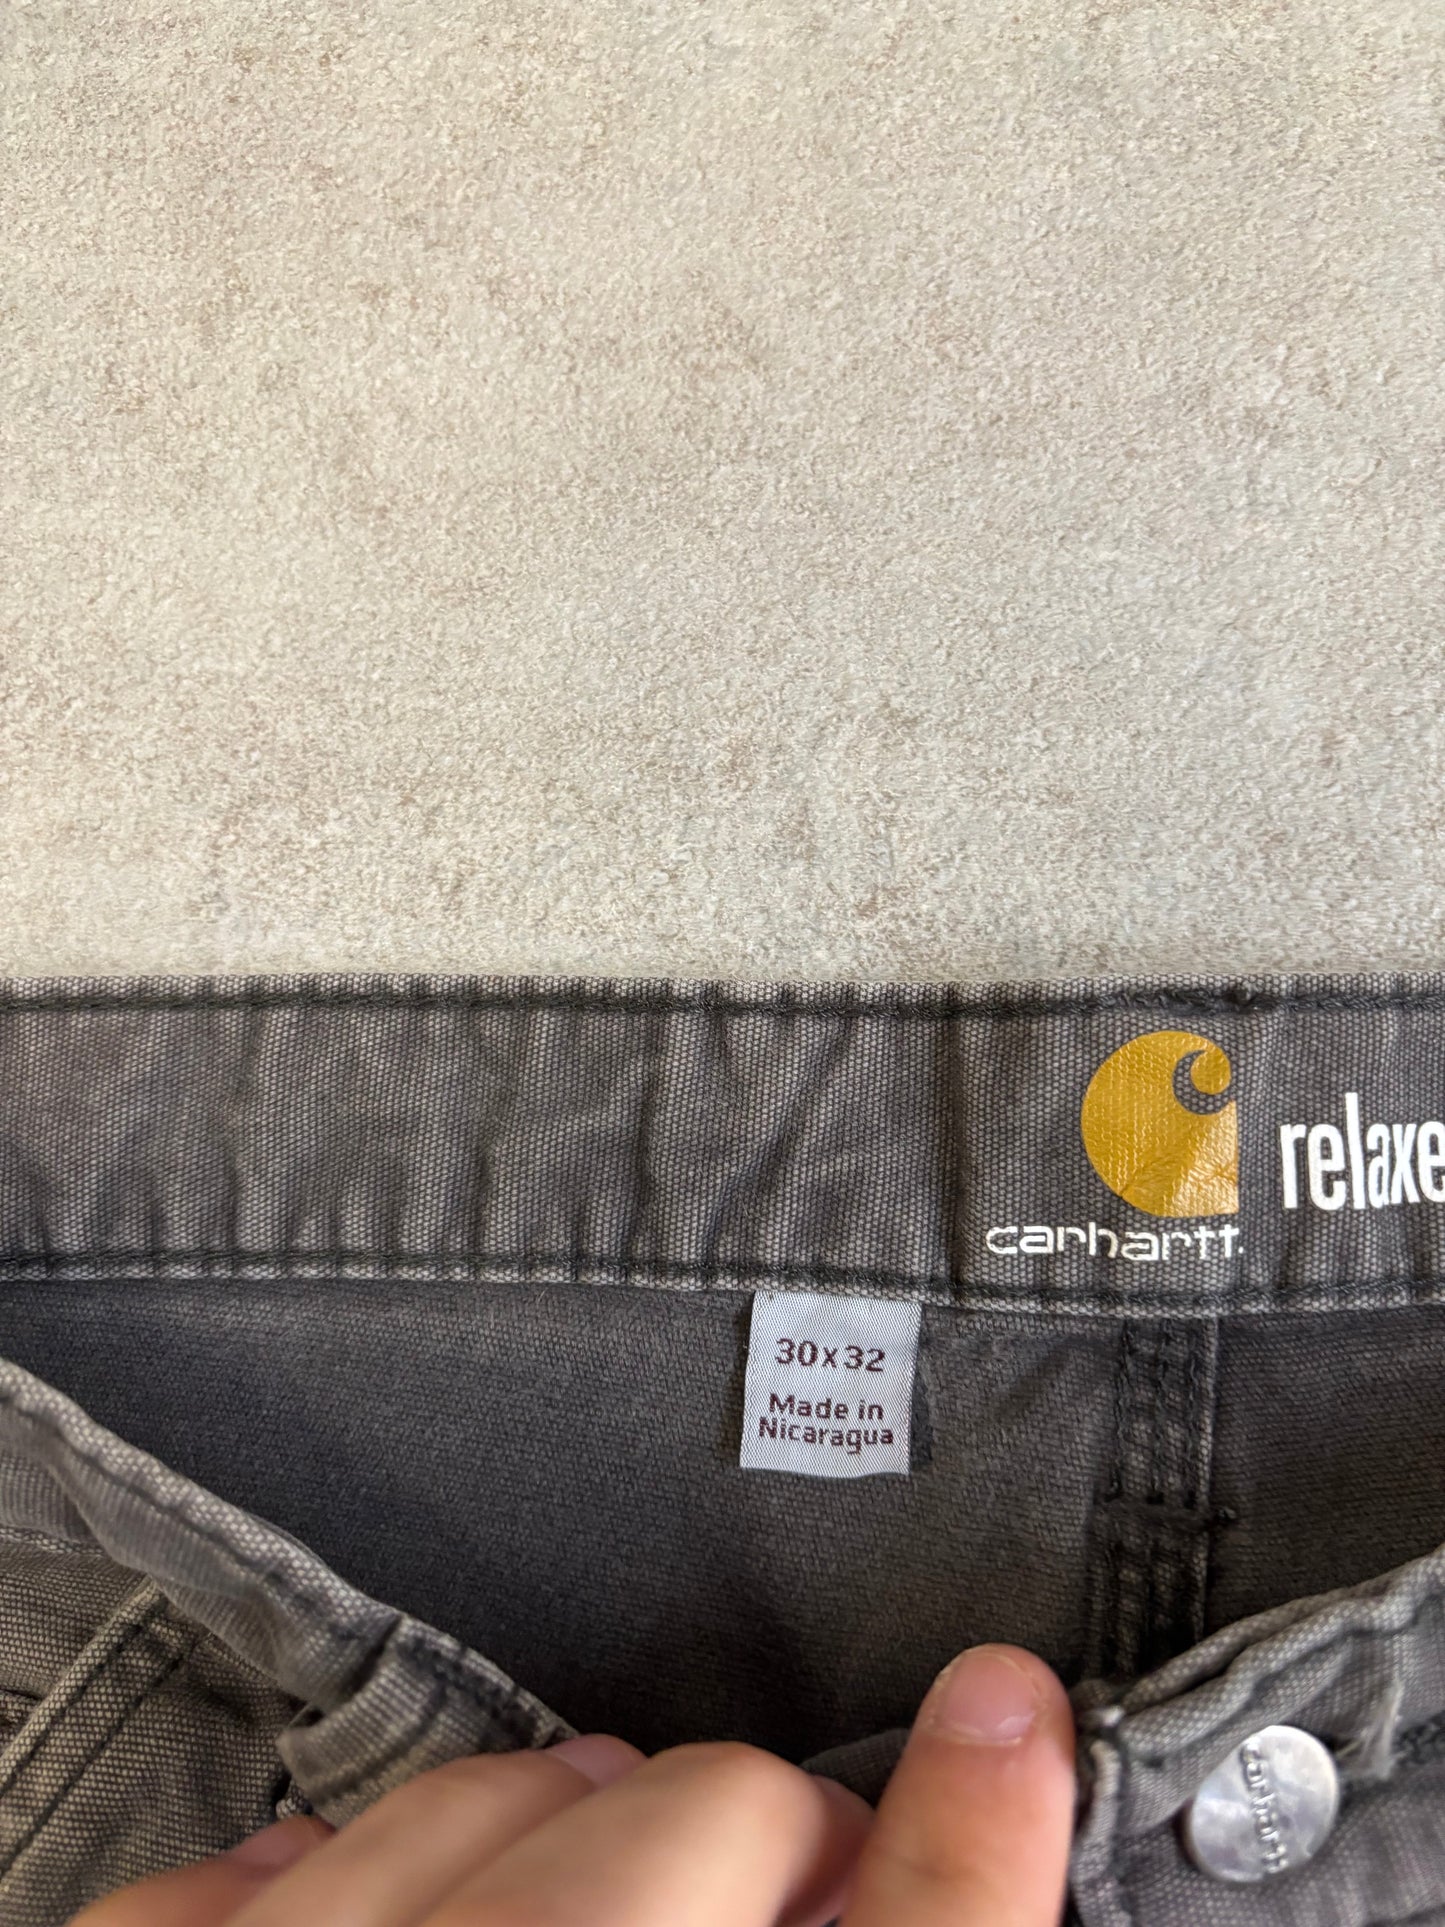 carhartt.
relaxe
30x32
Made in
Nicaragua
carhartt